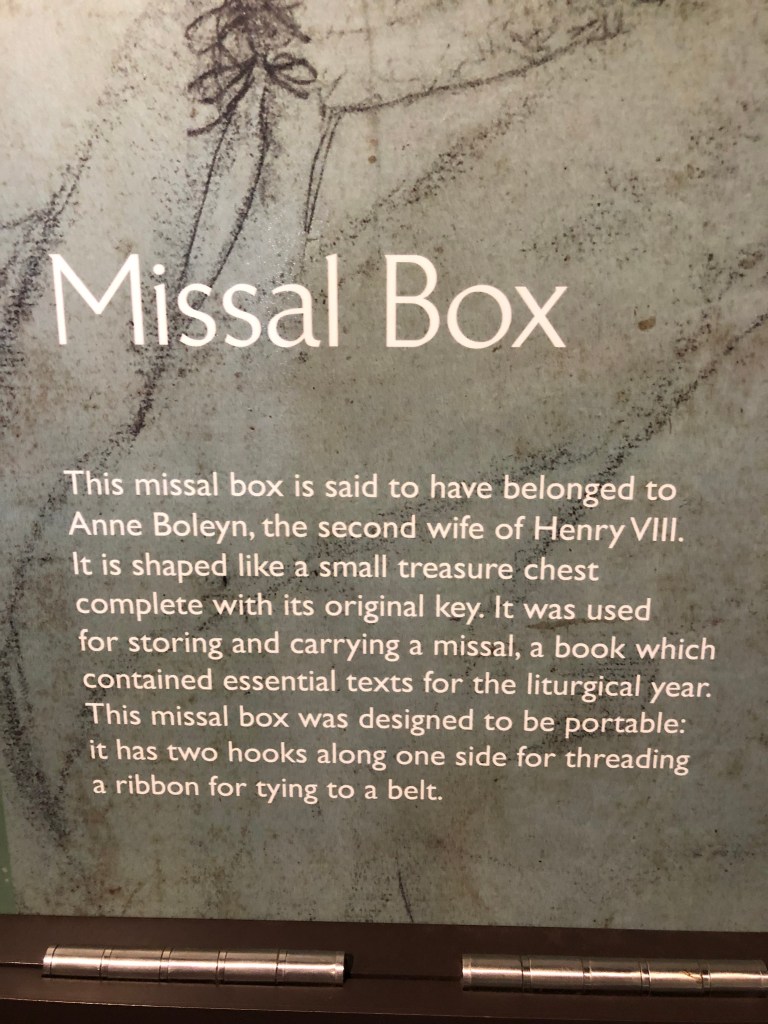 Missal Box
This missal box is said to have belonged to
Anne Boleyn, the second wife of Henry VIII.
It is shaped like a small treasure chest
complete with its original key. It was used
for storing and carrying a missal, a book which
contained essential texts for the liturgical year.
This missal box was designed to be portable:
it has two hooks along one side for threading
a ribbon for tying to a belt.